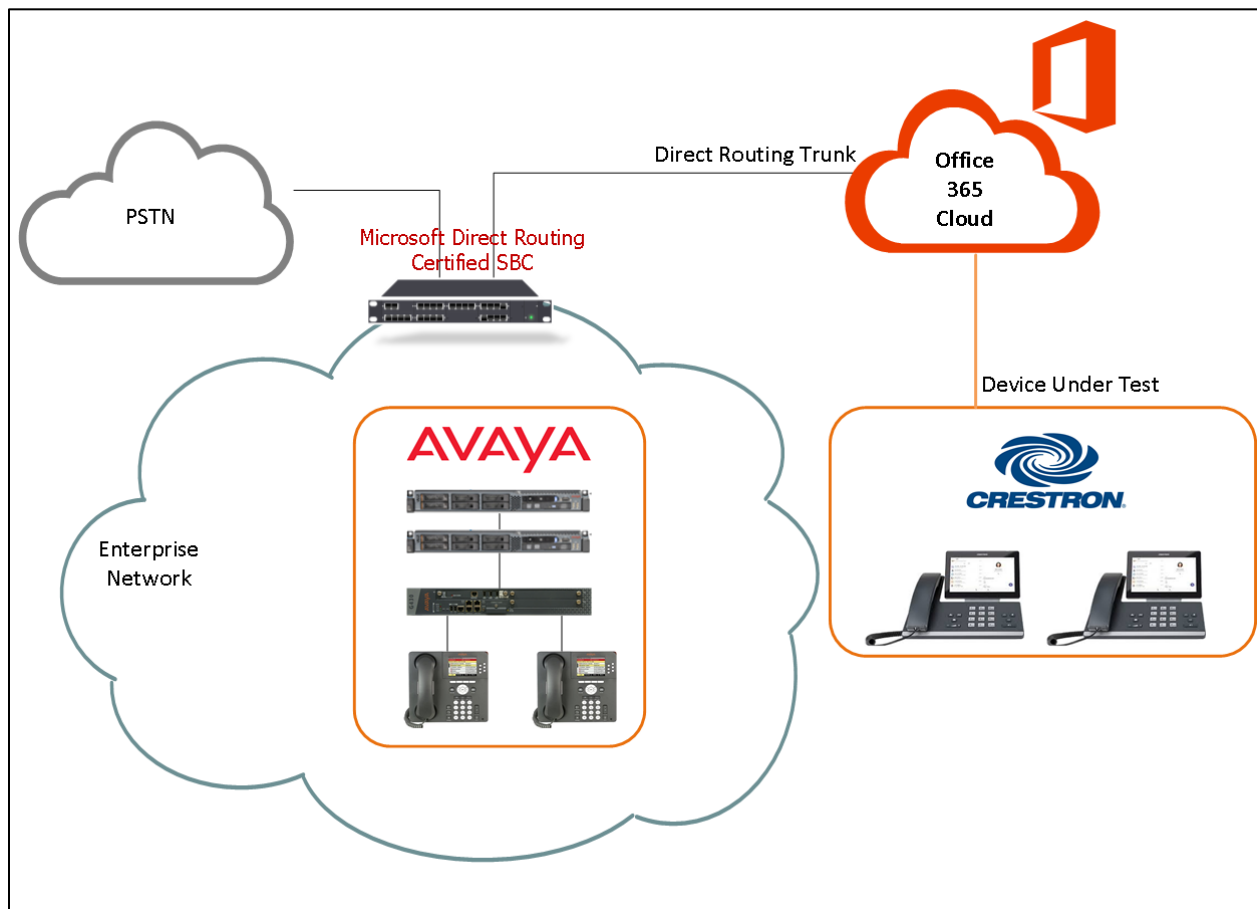 Direct Routing Trunk
Office
365
Cloud
PSTN
Microsoft Direct Routing
Certified SBC
Device Under Test
AVAYA
CRESTRON
Enterprise
Network